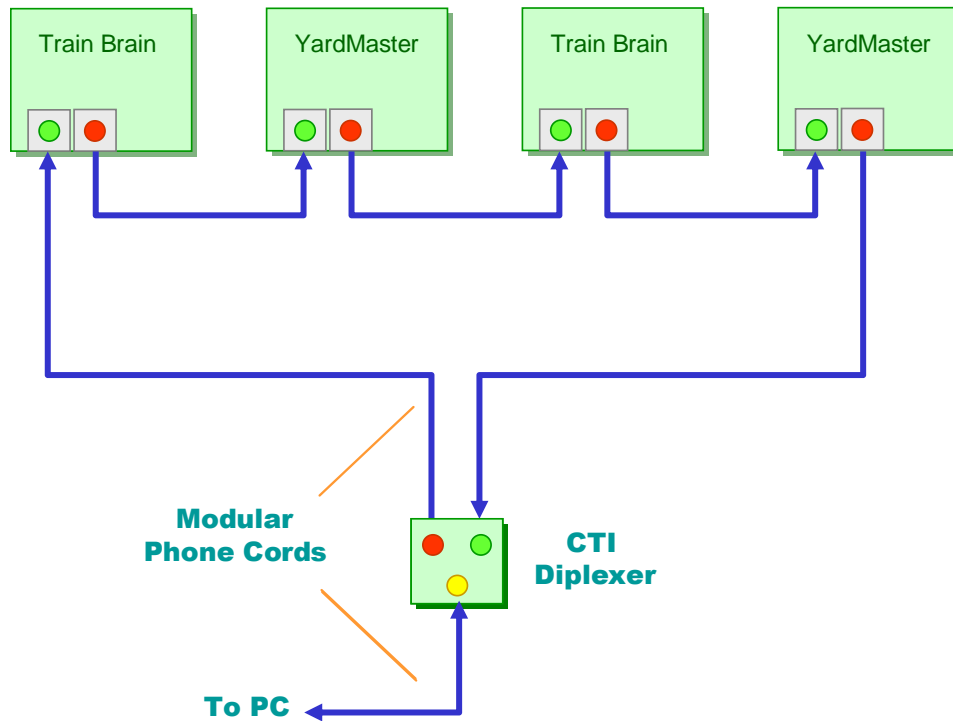 Train Brain
YardMaster
Train Brain
YardMaster
Modular
Phone Cords
CTI
Diplexer
To PC